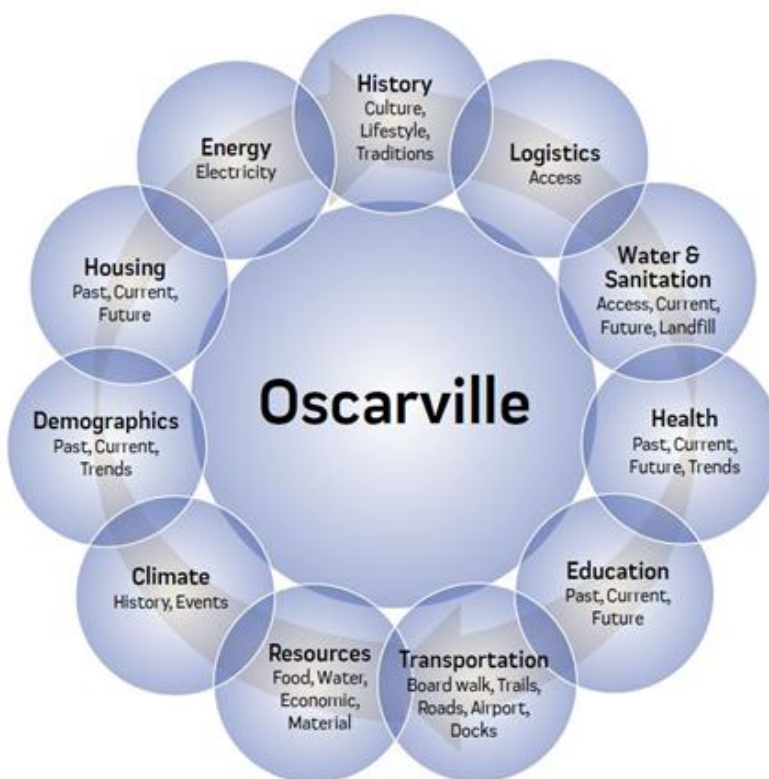 History
Culture,
Lifestyle,
Traditions
Logistics
Access
Water &
Sanitation
Access, Current,
Future, Landfill
Health
Past, Current,
Future, Trends
Education
Past, Current,
Future
Transportation
Board walk, Trails,
Roads, Airport,
Docks
Resources
Food, Water,
Economic,
Material
Climate
History, Events
Demographics
Past, Current,
Trends
Housing
Past, Current,
Future
Energy
Electricity
Oscarville